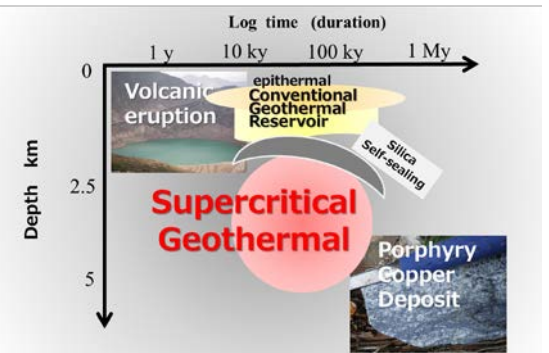 Log time (duration)
1 y 10 ky 100 ky 1 My
0
2.5
5
Depth km
Volcanic
eruption
epithermal
Conventional
Geothermal
Reservoir
Silica
Self-sealing
Supercritical
Geothermal
Porphyry
Copper
Deposit